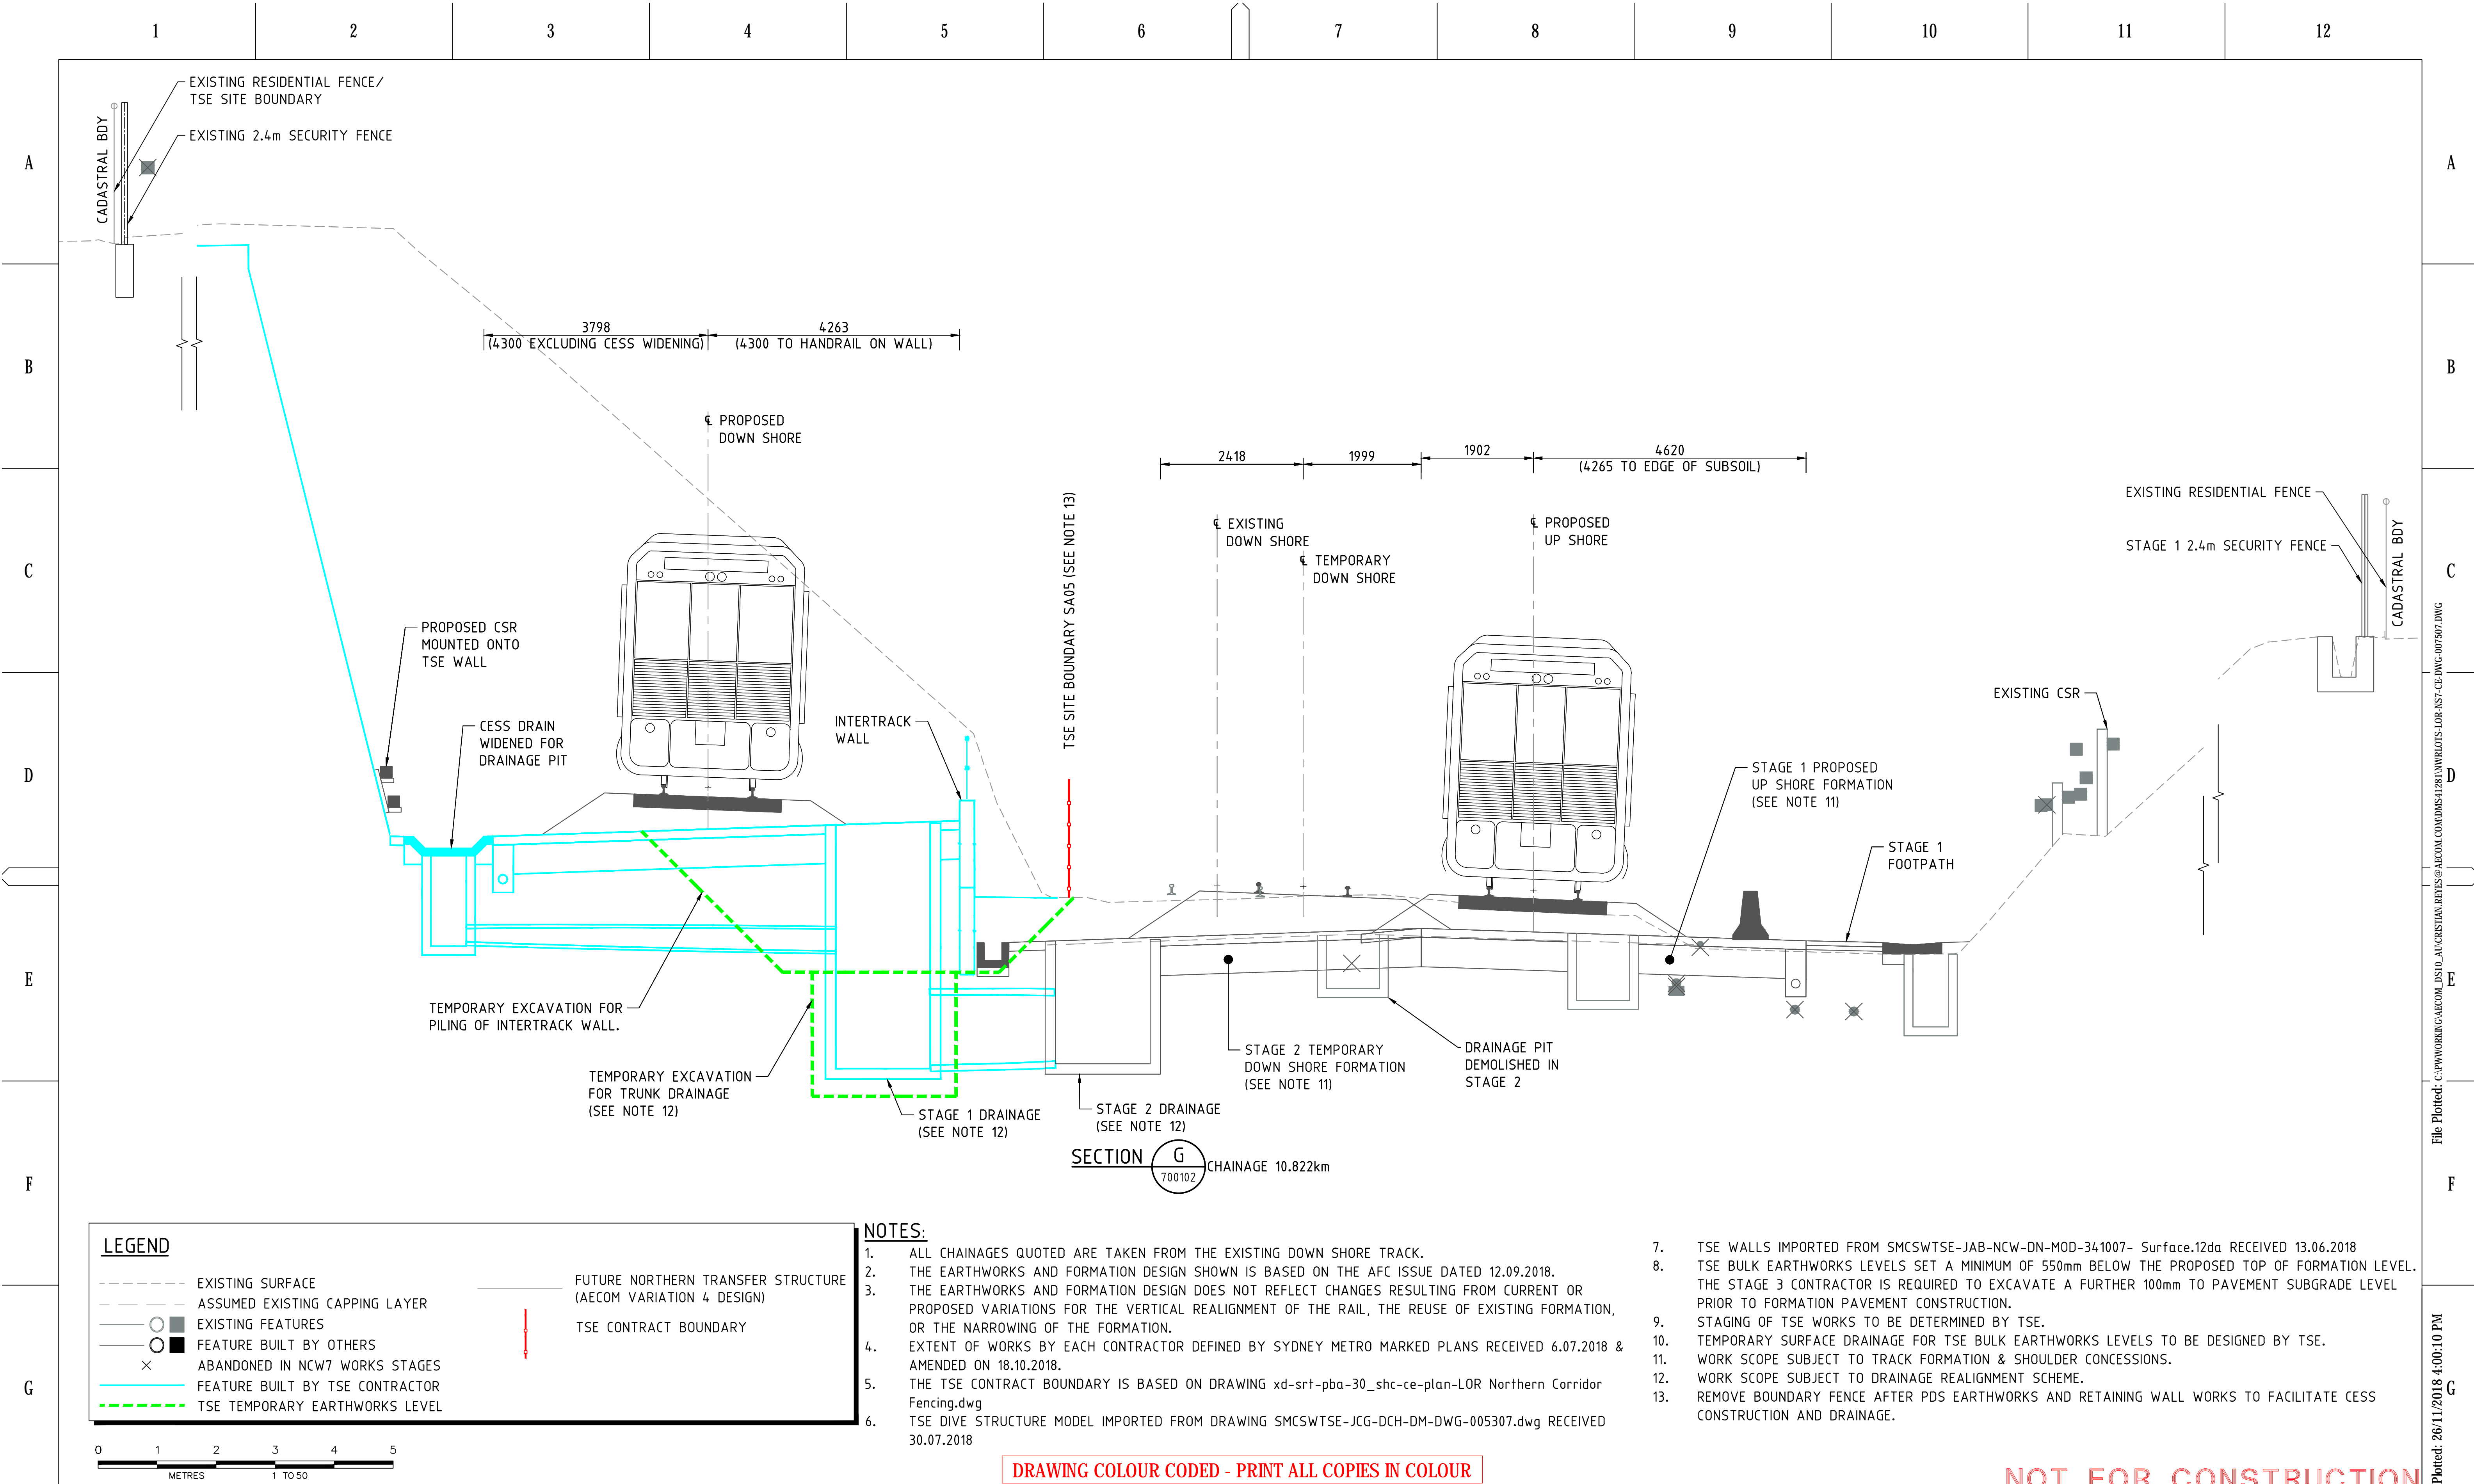 1 2 3 4 5 6 7 8 9 10 11 12
A
B
C
D
E
F
G
A
B
C
D
E
F
G
EXISTING RESIDENTIAL FENCE/
TSE SITE BOUNDARY
EXISTING 2.4m SECURITY FENCE
CADASTRAL BDY
3798
(4300 EXCLUDING CESS WIDENING)
4263
(4300 TO HANDRAIL ON WALL)
℄ PROPOSED
DOWN SHORE
2418
1999
1902
4620
(4265 TO EDGE OF SUBSOIL)
TSE SITE BOUNDARY SA05 (SEE NOTE 13)
℄ EXISTING
DOWN SHORE
℄ TEMPORARY
DOWN SHORE
℄ PROPOSED
UP SHORE
EXISTING RESIDENTIAL FENCE
STAGE 1 2.4m SECURITY FENCE
CADASTRAL BDY
PROPOSED CSR
MOUNTED ONTO
TSE WALL
CESS DRAIN
WIDENED FOR
DRAINAGE PIT
INTERTRACK
WALL
EXISTING CSR
STAGE 1 PROPOSED
UP SHORE FORMATION
(SEE NOTE 11)
STAGE 1
FOOTPATH
TEMPORARY EXCAVATION FOR
PILING OF INTERTRACK WALL.
TEMPORARY EXCAVATION
FOR TRUNK DRAINAGE
(SEE NOTE 12)
STAGE 1 DRAINAGE
(SEE NOTE 12)
STAGE 2 DRAINAGE
(SEE NOTE 12)
STAGE 2 TEMPORARY
DOWN SHORE FORMATION
(SEE NOTE 11)
DRAINAGE PIT
DEMOLISHED IN
STAGE 2
SECTION G 700102 CHAINAGE 10.822km
LEGEND
EXISTING SURFACE
ASSUMED EXISTING CAPPING LAYER
EXISTING FEATURES
FEATURE BUILT BY OTHERS
ABANDONED IN NCW7 WORKS STAGES
FEATURE BUILT BY TSE CONTRACTOR
TSE TEMPORARY EARTHWORKS LEVEL
FUTURE NORTHERN TRANSFER STRUCTURE
(AECOM VARIATION 4 DESIGN)
TSE CONTRACT BOUNDARY
0 1 2 3 4 5
METRES 1 TO 50
NOTES:
1. ALL CHAINAGES QUOTED ARE TAKEN FROM THE EXISTING DOWN SHORE TRACK.
2. THE EARTHWORKS AND FORMATION DESIGN SHOWN IS BASED ON THE AFC ISSUE DATED 12.09.2018.
3. THE EARTHWORKS AND FORMATION DESIGN DOES NOT REFLECT CHANGES RESULTING FROM CURRENT OR
PROPOSED VARIATIONS FOR THE VERTICAL REALIGNMENT OF THE RAIL, THE REUSE OF EXISTING FORMATION,
OR THE NARROWING OF THE FORMATION.
4. EXTENT OF WORKS BY EACH CONTRACTOR DEFINED BY SYDNEY METRO MARKED PLANS RECEIVED 6.07.2018 &
AMENDED ON 18.10.2018.
5. THE TSE CONTRACT BOUNDARY IS BASED ON DRAWING xd-srt-pba-30_shc-ce-plan-LOR Northern Corridor
Fencing.dwg
6. TSE DIVE STRUCTURE MODEL IMPORTED FROM DRAWING SMCSWTSE-JCG-DCH-DM-DWG-005307.dwg RECEIVED
30.07.2018
7. TSE WALLS IMPORTED FROM SMCSWTSE-JAB-NCW-DN-MOD-341007- Surface.12da RECEIVED 13.06.2018
8. TSE BULK EARTHWORKS LEVELS SET A MINIMUM OF 550mm BELOW THE PROPOSED TOP OF FORMATION LEVEL.
THE STAGE 3 CONTRACTOR IS REQUIRED TO EXCAVATE A FURTHER 100mm TO PAVEMENT SUBGRADE LEVEL
PRIOR TO FORMATION PAVEMENT CONSTRUCTION.
9. STAGING OF TSE WORKS TO BE DETERMINED BY TSE.
10. TEMPORARY SURFACE DRAINAGE FOR TSE BULK EARTHWORKS LEVELS TO BE DESIGNED BY TSE.
11. WORK SCOPE SUBJECT TO TRACK FORMATION & SHOULDER CONCESSIONS.
12. WORK SCOPE SUBJECT TO DRAINAGE REALIGNMENT SCHEME.
13. REMOVE BOUNDARY FENCE AFTER PDS EARTHWORKS AND RETAINING WALL WORKS TO FACILITATE CESS
CONSTRUCTION AND DRAINAGE.
DRAWING COLOUR CODED - PRINT ALL COPIES IN COLOUR
NOT FOR CONSTRUCTION
File Plotted: C:\PWWORKING\AECOM_DS10_AU\CRISTIAN.REYES@AECOM.COM\DMS41281\NWRLOTS-LOR-NS7-CE-DWG-007507.DWG
Plotted: 26/11/2018 4:00:10 PM